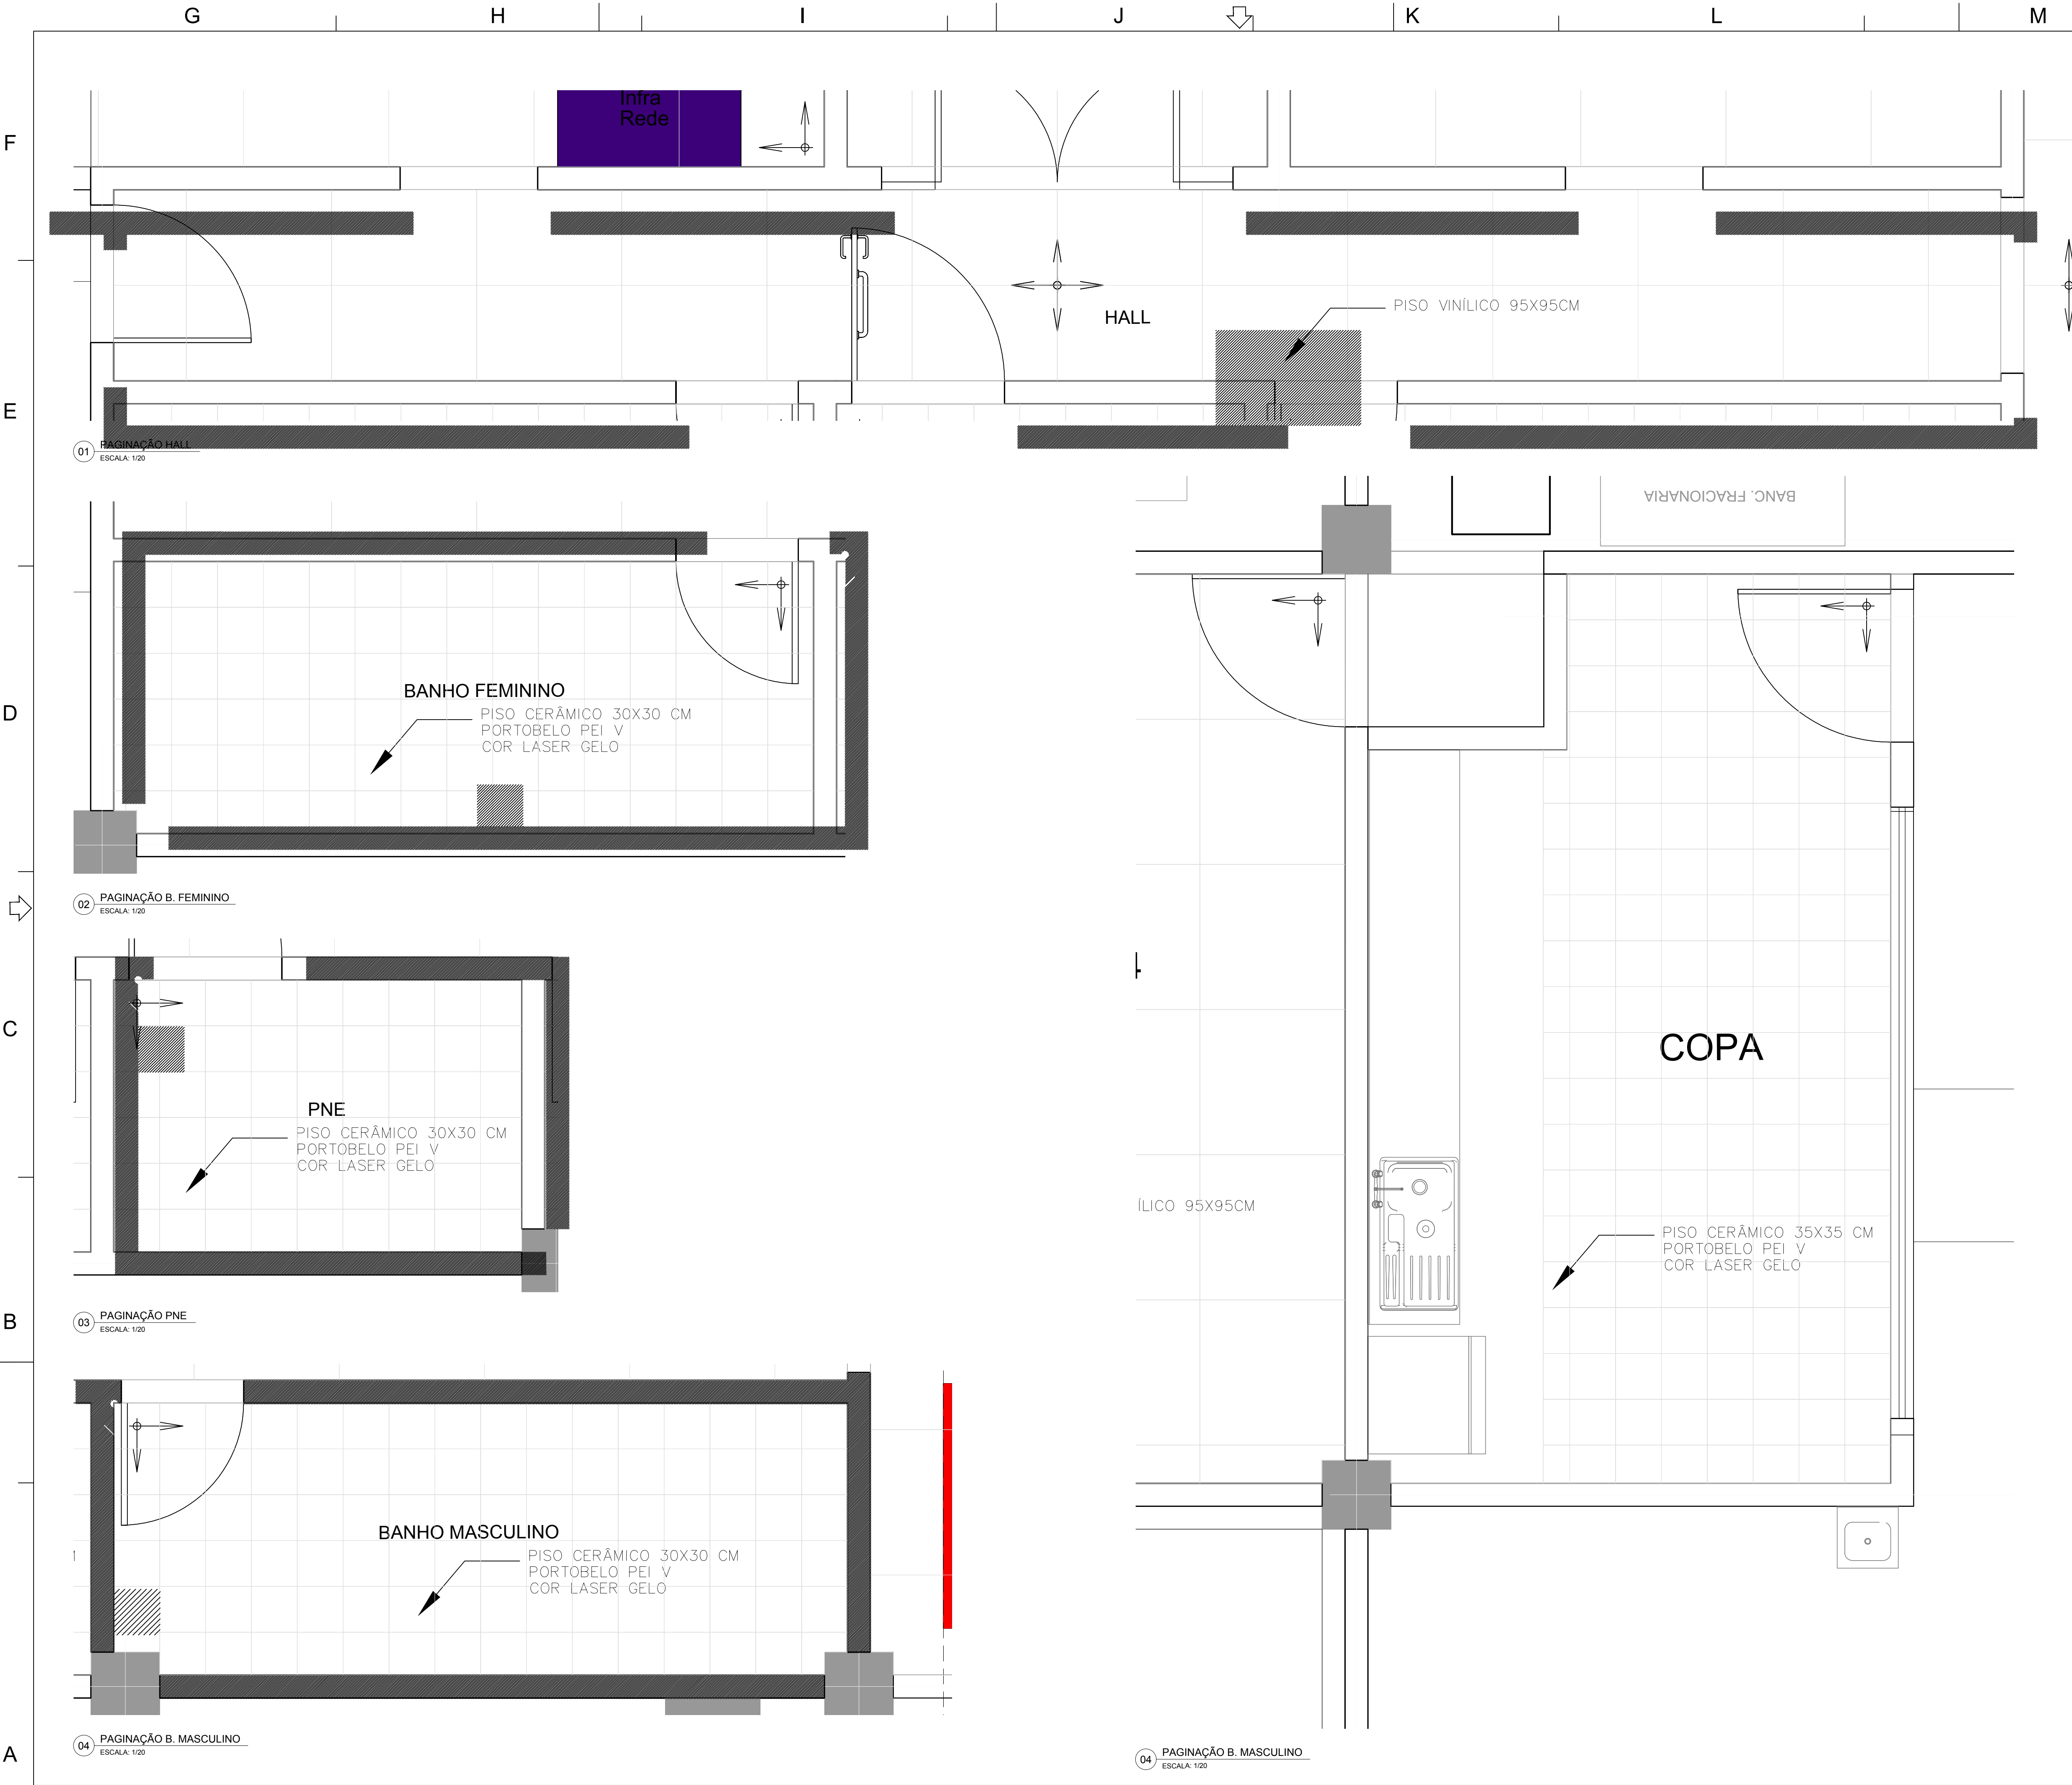 G H I J K L M
F
Infra
Rede
PISO VINÍLICO 95X95CM
HALL
E
01 PAGINAÇÃO HALL
ESCALA: 1/20
BANC. FRACIONARIA
D
BANHO FEMININO
PISO CERÂMICO 30X30 CM
PORTOBELO PEI V
COR LASER GELO
02 PAGINAÇÃO B. FEMININO
ESCALA: 1/20
C
COPA
PNE
PISO CERÂMICO 30X30 CM
PORTOBELO PEI V
COR LASER GELO
ÍLICO 95X95CM
PISO CERÂMICO 35X35 CM
PORTOBELO PEI V
COR LASER GELO
B
03 PAGINAÇÃO PNE
ESCALA: 1/20
BANHO MASCULINO
PISO CERÂMICO 30X30 CM
PORTOBELO PEI V
COR LASER GELO
A
04 PAGINAÇÃO B. MASCULINO
ESCALA: 1/20
04 PAGINAÇÃO B. MASCULINO
ESCALA: 1/20